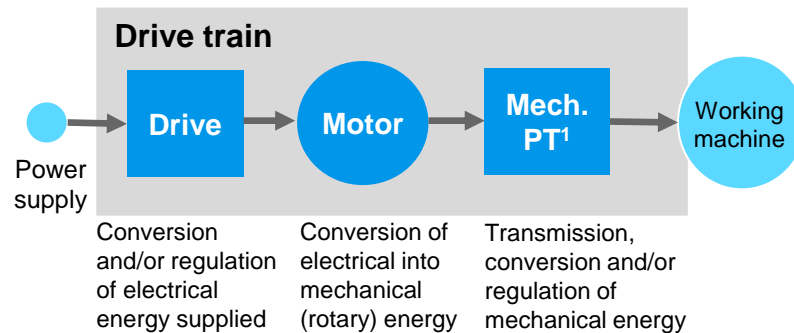 Drive train
Drive
Motor
Mech.
PT¹
Working
machine
Power
supply
Conversion
and/or regulation
of electrical
energy supplied
Conversion of
electrical into
mechanical
(rotary) energy
Transmission,
conversion and/or
regulation of
mechanical energy